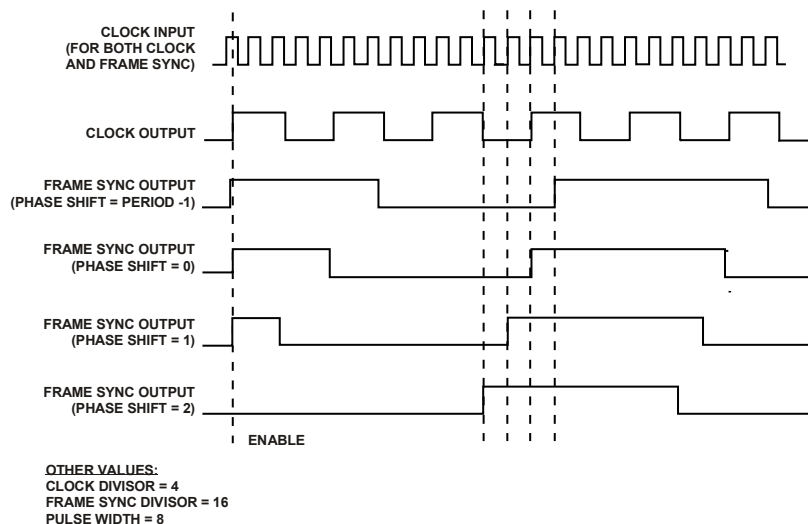 CLOCK INPUT
(FOR BOTH CLOCK
AND FRAME SYNC)
CLOCK OUTPUT
FRAME SYNC OUTPUT
(PHASE SHIFT = PERIOD -1)
FRAME SYNC OUTPUT
(PHASE SHIFT = 0)
FRAME SYNC OUTPUT
(PHASE SHIFT = 1)
FRAME SYNC OUTPUT
(PHASE SHIFT = 2)
ENABLE
OTHER VALUES:
CLOCK DIVISOR = 4
FRAME SYNC DIVISOR = 16
PULSE WIDTH = 8